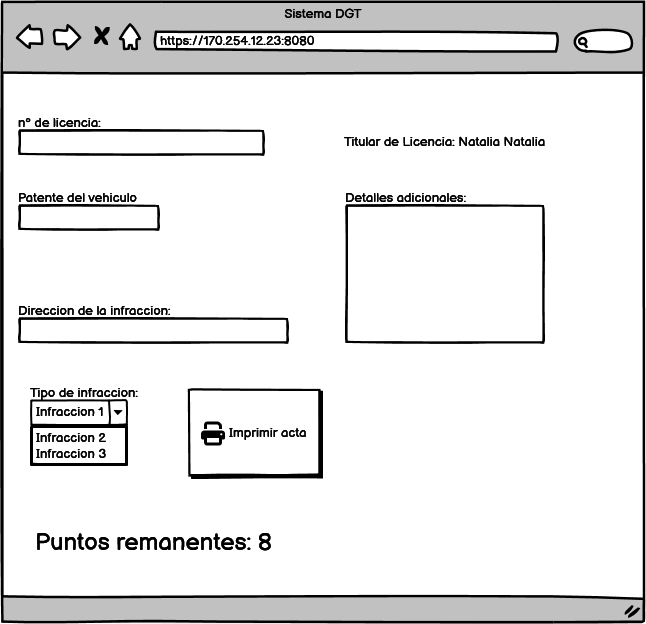 Sistema DGT
https://170.254.12.23:8080
nº de licencia:
Titular de Licencia: Natalia Natalia
Patente del vehiculo
Detalles adicionales:
Direccion de la infraccion:
Tipo de infraccion:
Infraccion 1
Infraccion 2
Infraccion 3
Imprimir acta
Puntos remanentes: 8